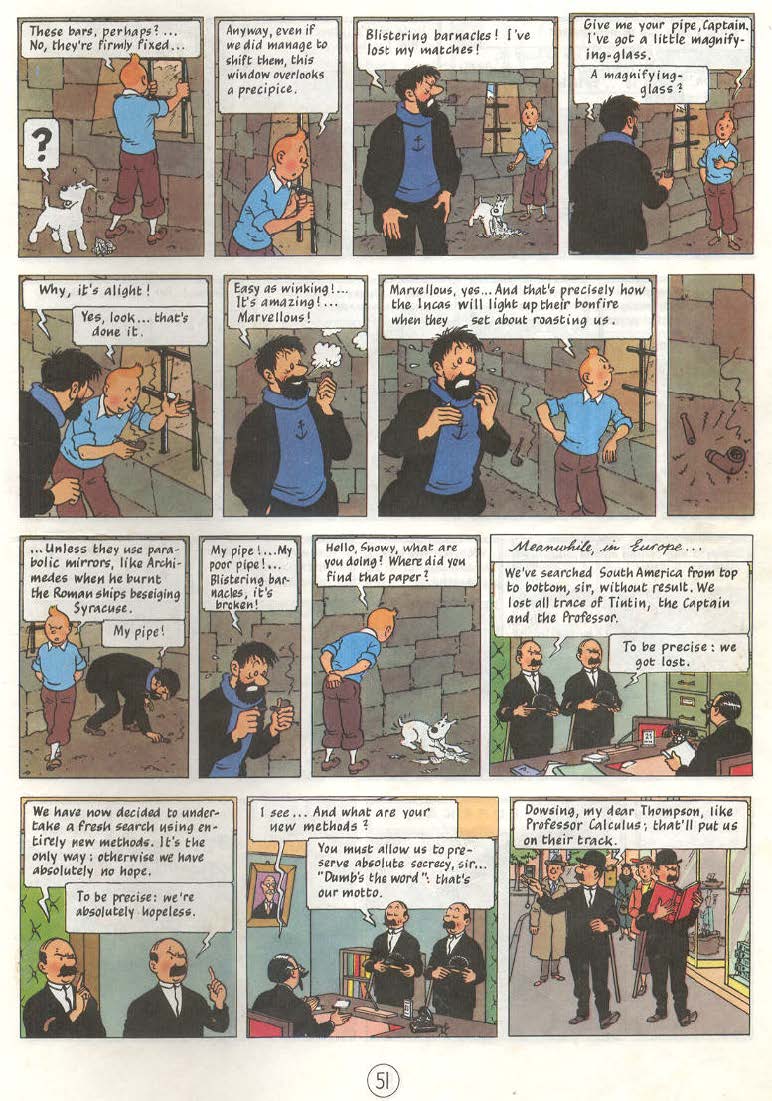 These bars, perhaps?...
No, they're firmly fixed...
?
Anyway, even if
we did manage to
shift them, this
window overlooks
a precipice.
Blistering barnacles! I've
lost my matches!
Give me your pipe, Captain.
I've got a little magnify-
ing-glass.
A magnifying-
glass?
Why, it's alight!
Yes, look... that's
done it.
Easy as winking!...
It's amazing!...
Marvellous!
Marvellous, yes... And that's precisely how
the Incas will light up their bonfire
when they set about roasting us.
...Unless they use para-
bolic mirrors, like Archi-
medes when he burnt
the Roman ships beseiging
Syracuse.
My pipe!
My pipe!...My
poor pipe!...
Blistering bar-
nacles, it's
broken!
Hello, Snowy, what are
you doing? Where did you
find that paper?
Meanwhile, in Europe...
We've searched South America from top
to bottom, sir, without result. We
lost all trace of Tintin, the Captain
and the Professor.
To be precise: we
got lost.
25
We have now decided to under-
take a fresh search using en-
tirely new methods. It's the
only way: otherwise we have
absolutely no hope.
To be precise: we're
absolutely hopeless.
I see... And what are your
new methods?
You must allow us to pre-
serve absolute secrecy, sir...
"Dumb's the word": that's
our motto.
Dowsing, my dear Thompson, like
Professor Calculus; that'll put us
on their track.
51